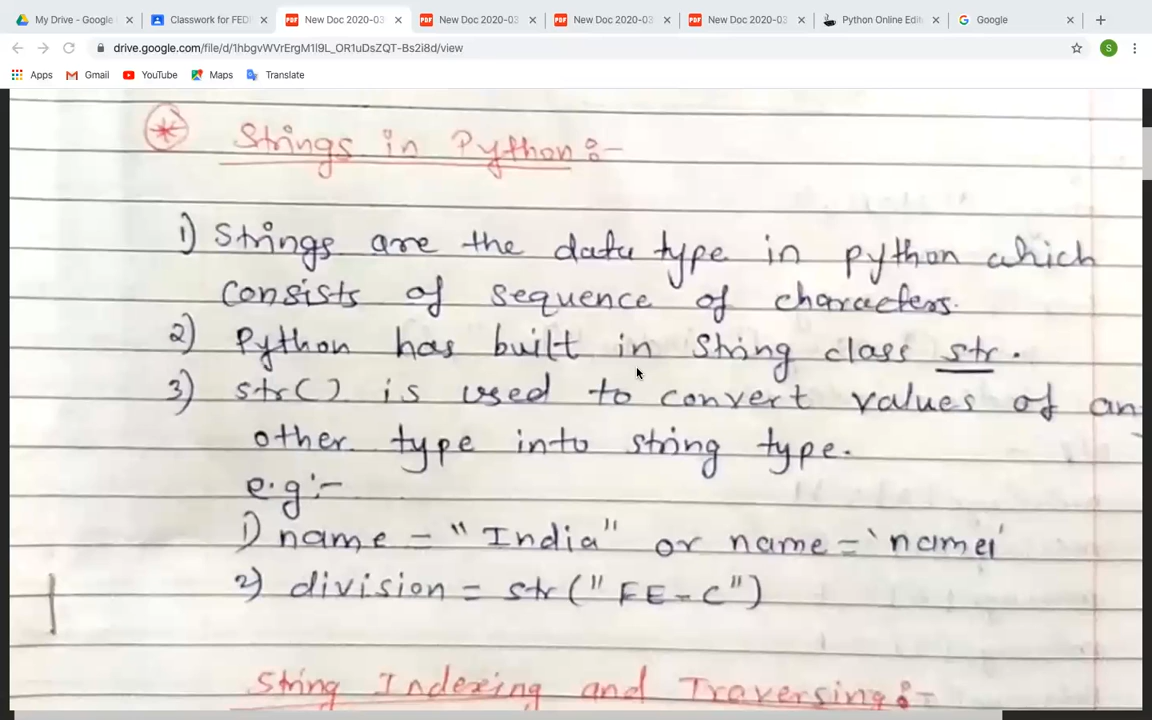 My Drive - Google
Classwork for FED
New Doc 2020-03
New Doc 2020-03
New Doc 2020-03
New Doc 2020-03
Python Online Edit
Google
drive.google.com/file/d/1hbgvWVrErgM1I9L_OR1uDsZQT-Bs2i8d/view
S
Apps
Gmail
YouTube
Maps
Translate
* Strings in Python:-
1) Strings are the data type in python which
consists of sequence of characters.
2) Python has built in String class str.
3) str() is used to convert values of any
other type into string type.
e.g:-
1) name = "India" or name = 'name1'
2) division = str("FE-C")
String Indexing and Traversing:-